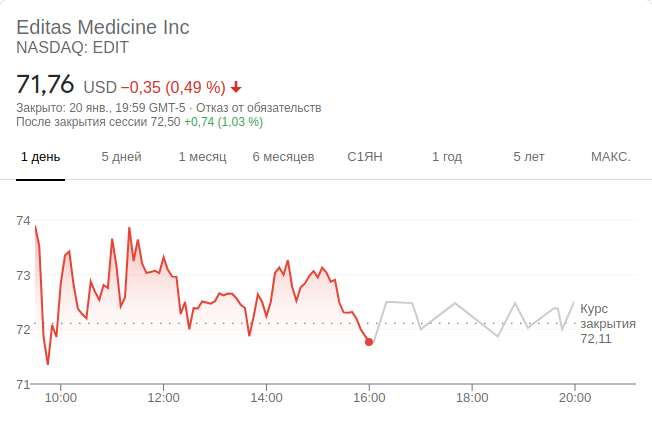 Editas Medicine Inc
NASDAQ: EDIT
71,76 USD −0,35 (0,49 %)
Закрыто: 20 янв., 19:59 GMT-5 · Отказ от обязательств
После закрытия сессии 72,50 +0,74 (1,03 %)
1 день 5 дней 1 месяц 6 месяцев С1ЯН 1 год 5 лет МАКС.
74
73
72
71
Курс
закрытия
72,11
10:00 12:00 14:00 16:00 18:00 20:00